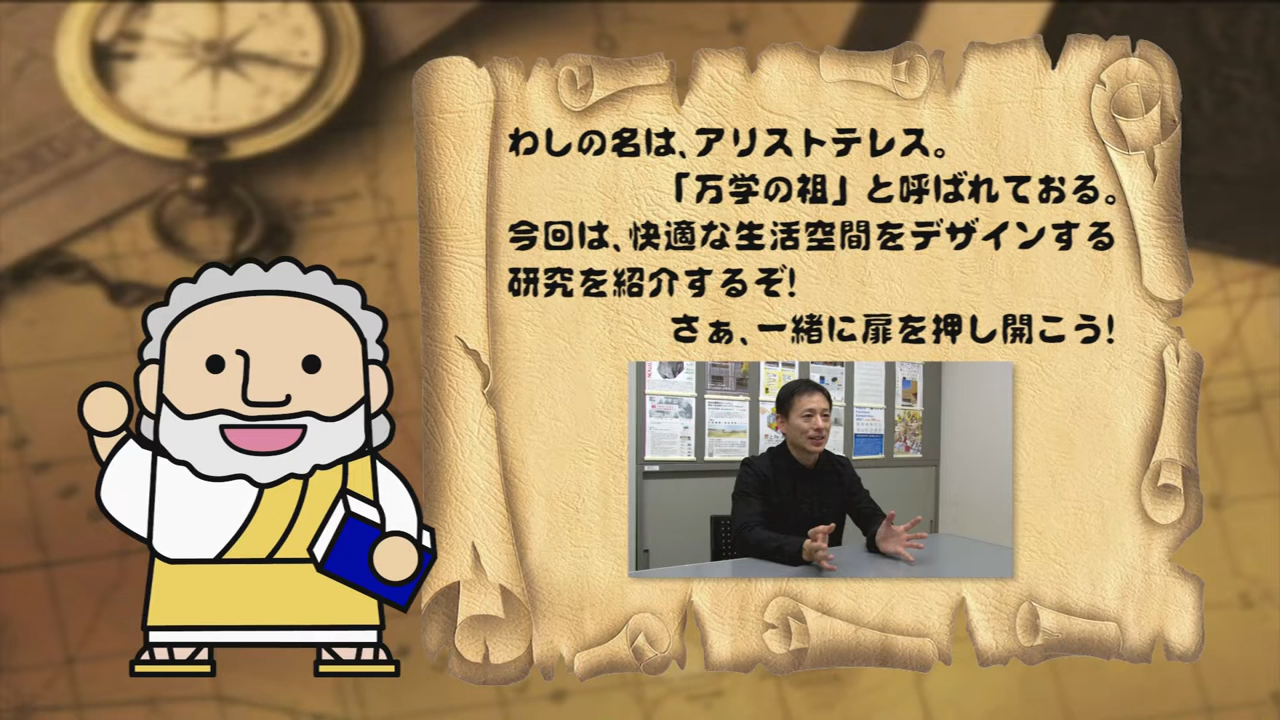 わしの名は、アリストテレス。
「万学の祖」と呼ばれておる。
今回は、快適な生活空間をデザインする
研究を紹介するぞ!
さぁ、一緒に扉を押し開こう!